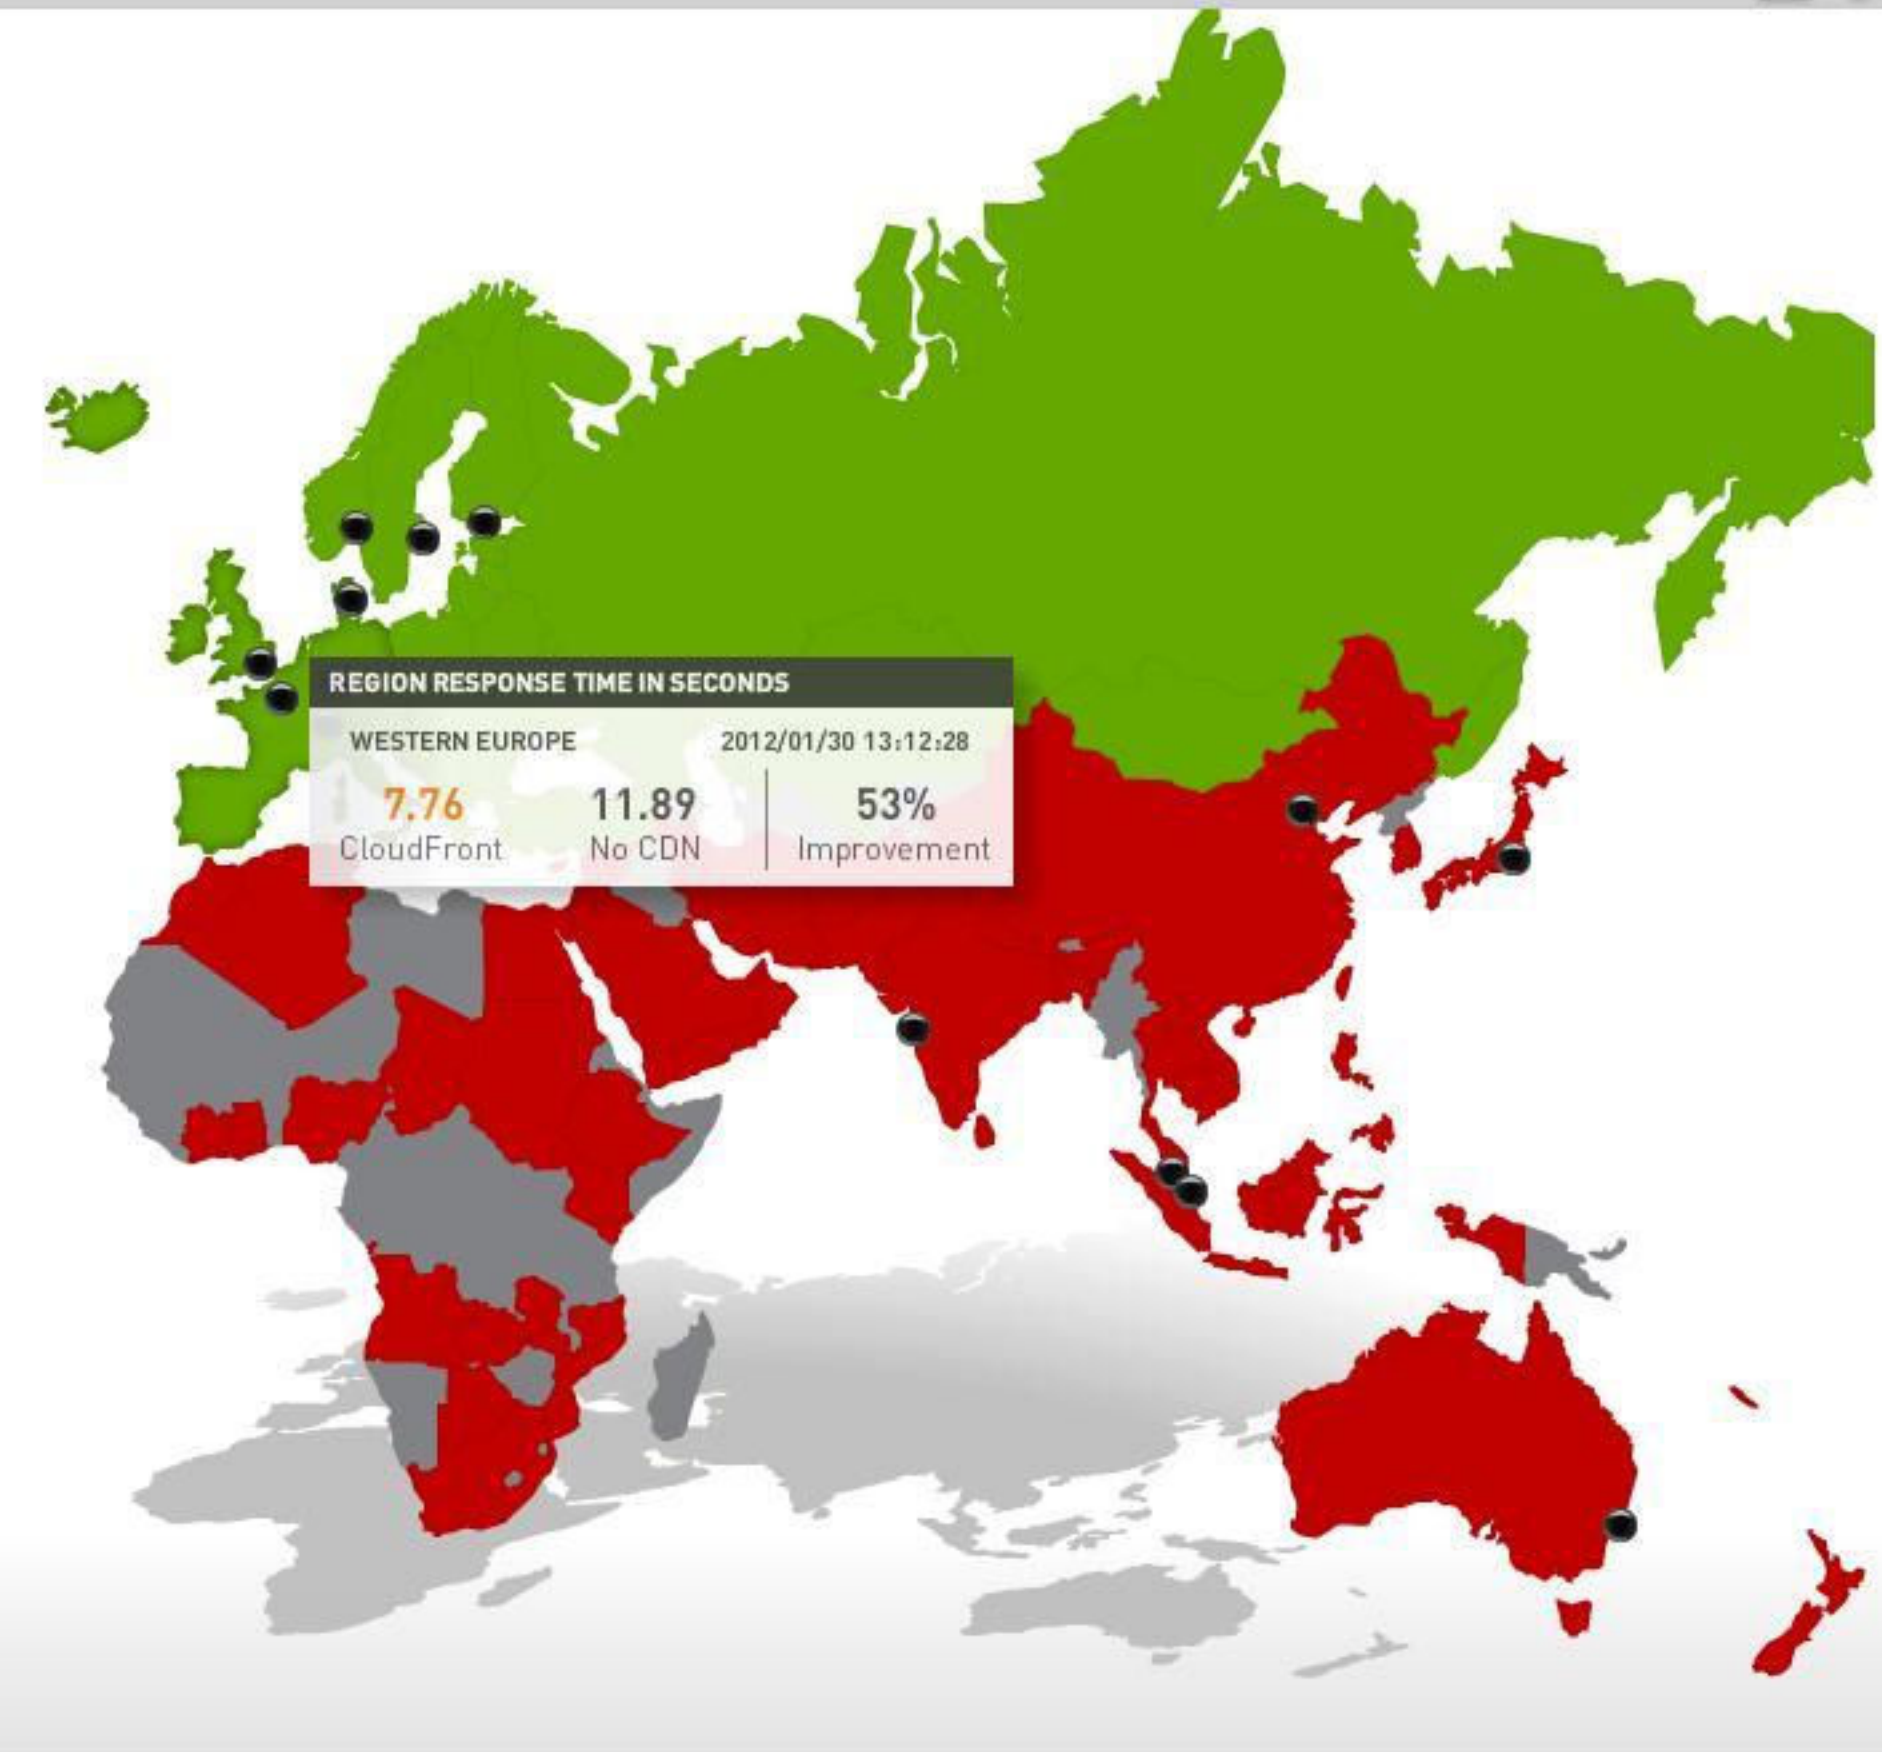 REGION RESPONSE TIME IN SECONDS
WESTERN EUROPE 2012/01/30 13:12:28
7.76 11.89 53%
CloudFront No CDN Improvement